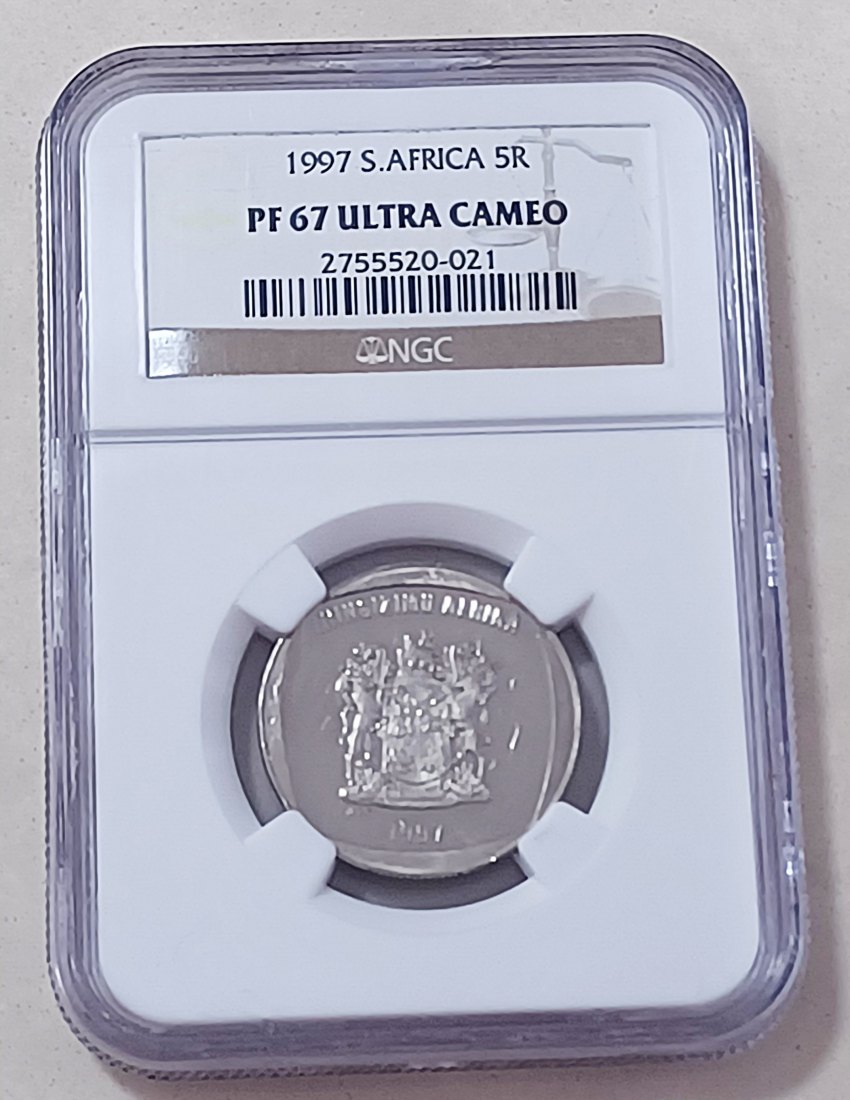 1997 S.AFRICA 5R
PF 67 ULTRA CAMEO
2755520-021
NGC